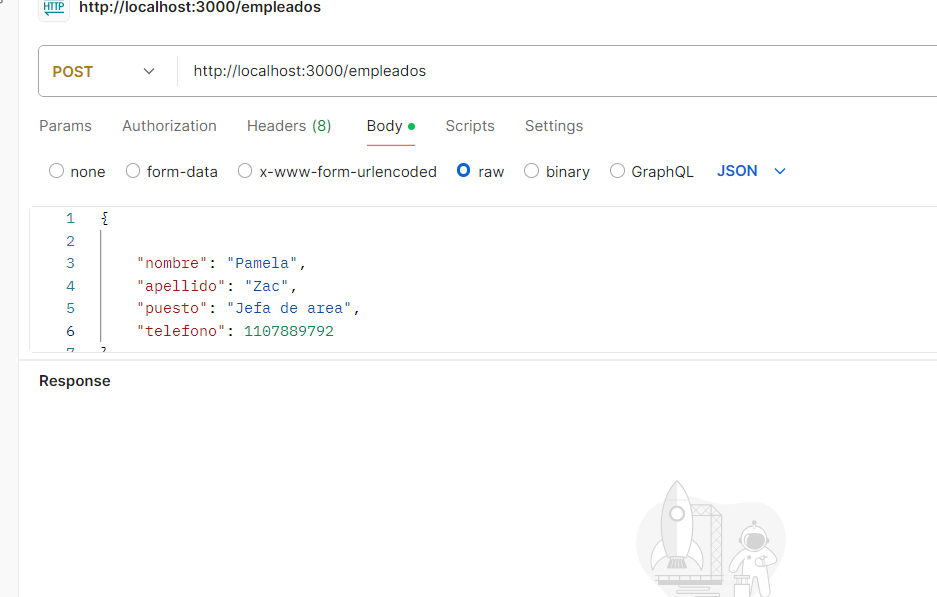 HTTP http://localhost:3000/empleados
POST http://localhost:3000/empleados
Params Authorization Headers (8) Body Scripts Settings
none form-data x-www-form-urlencoded raw binary GraphQL JSON
1 {
2
3 "nombre": "Pamela",
4 "apellido": "Zac",
5 "puesto": "Jefa de area",
6 "telefono": 1107889792
7 }
Response